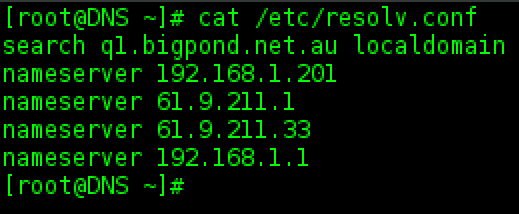 [root@DNS ~]# cat /etc/resolv.conf
search ql.bigpond.net.au localdomain
nameserver 192.168.1.201
nameserver 61.9.211.1
nameserver 61.9.211.33
nameserver 192.168.1.1
[root@DNS ~]#